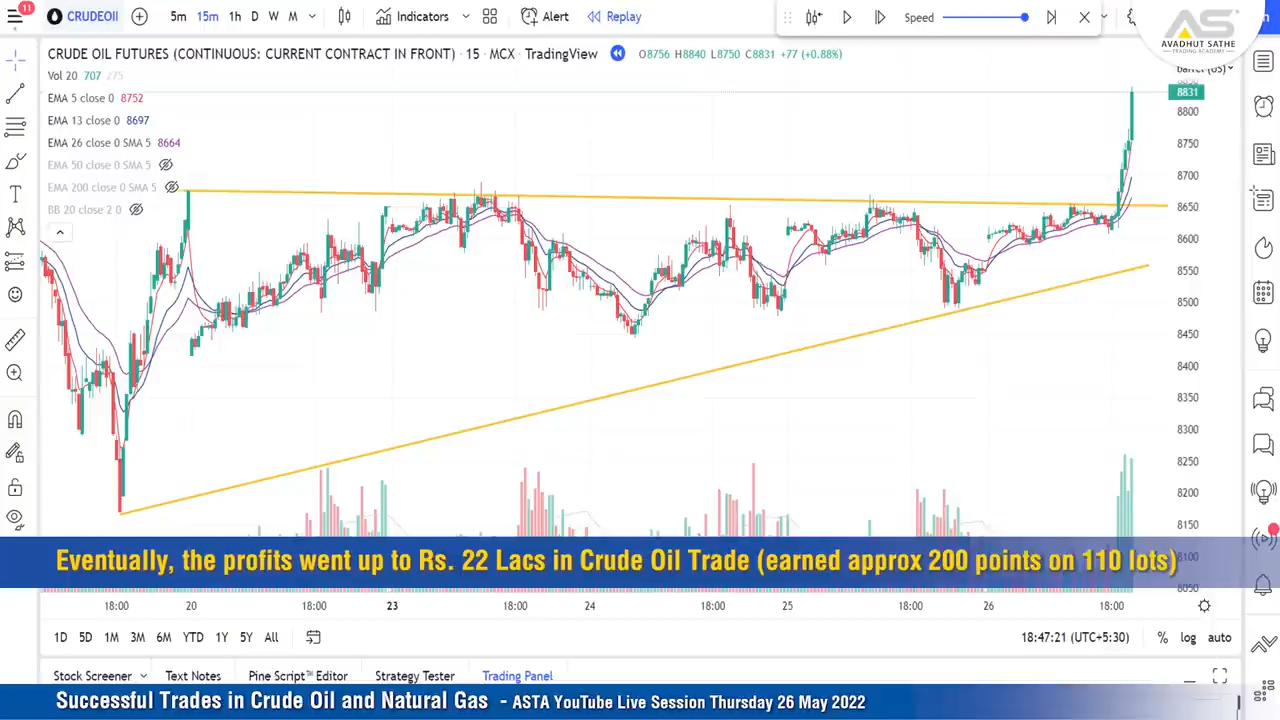 11
CRUDEOIl
5m 15m 1h D W M
Indicators
Alert
Replay
Speed
AS
AVADHUT SATHE
TRADING ACADEMY
CRUDE OIL FUTURES (CONTINUOUS: CURRENT CONTRACT IN FRONT) · 15 · MCX · TradingView
O8756 H8840 L8750 C8831 +77 (+0.88%)
Vol 20 707 275
EMA 5 close 0 8752
EMA 13 close 0 8697
EMA 26 close 0 SMA 5 8664
EMA 50 close 0 SMA 5
EMA 200 close 0 SMA 5
BB 20 close 2 0
8831
8800
8750
8700
8650
8600
8550
8500
8450
8400
8350
8300
8250
8200
8150
8100
8050
Eventually, the profits went up to Rs. 22 Lacs in Crude Oil Trade (earned approx 200 points on 110 lots)
18:00 20 18:00 23 18:00 24 18:00 25 18:00 26 18:00
1D 5D 1M 3M 6M YTD 1Y 5Y All
18:47:21 (UTC+5:30) % log auto
Stock Screener Text Notes Pine Script™ Editor Strategy Tester Trading Panel
Successful Trades in Crude Oil and Natural Gas - ASTA YouTube Live Session Thursday 26 May 2022